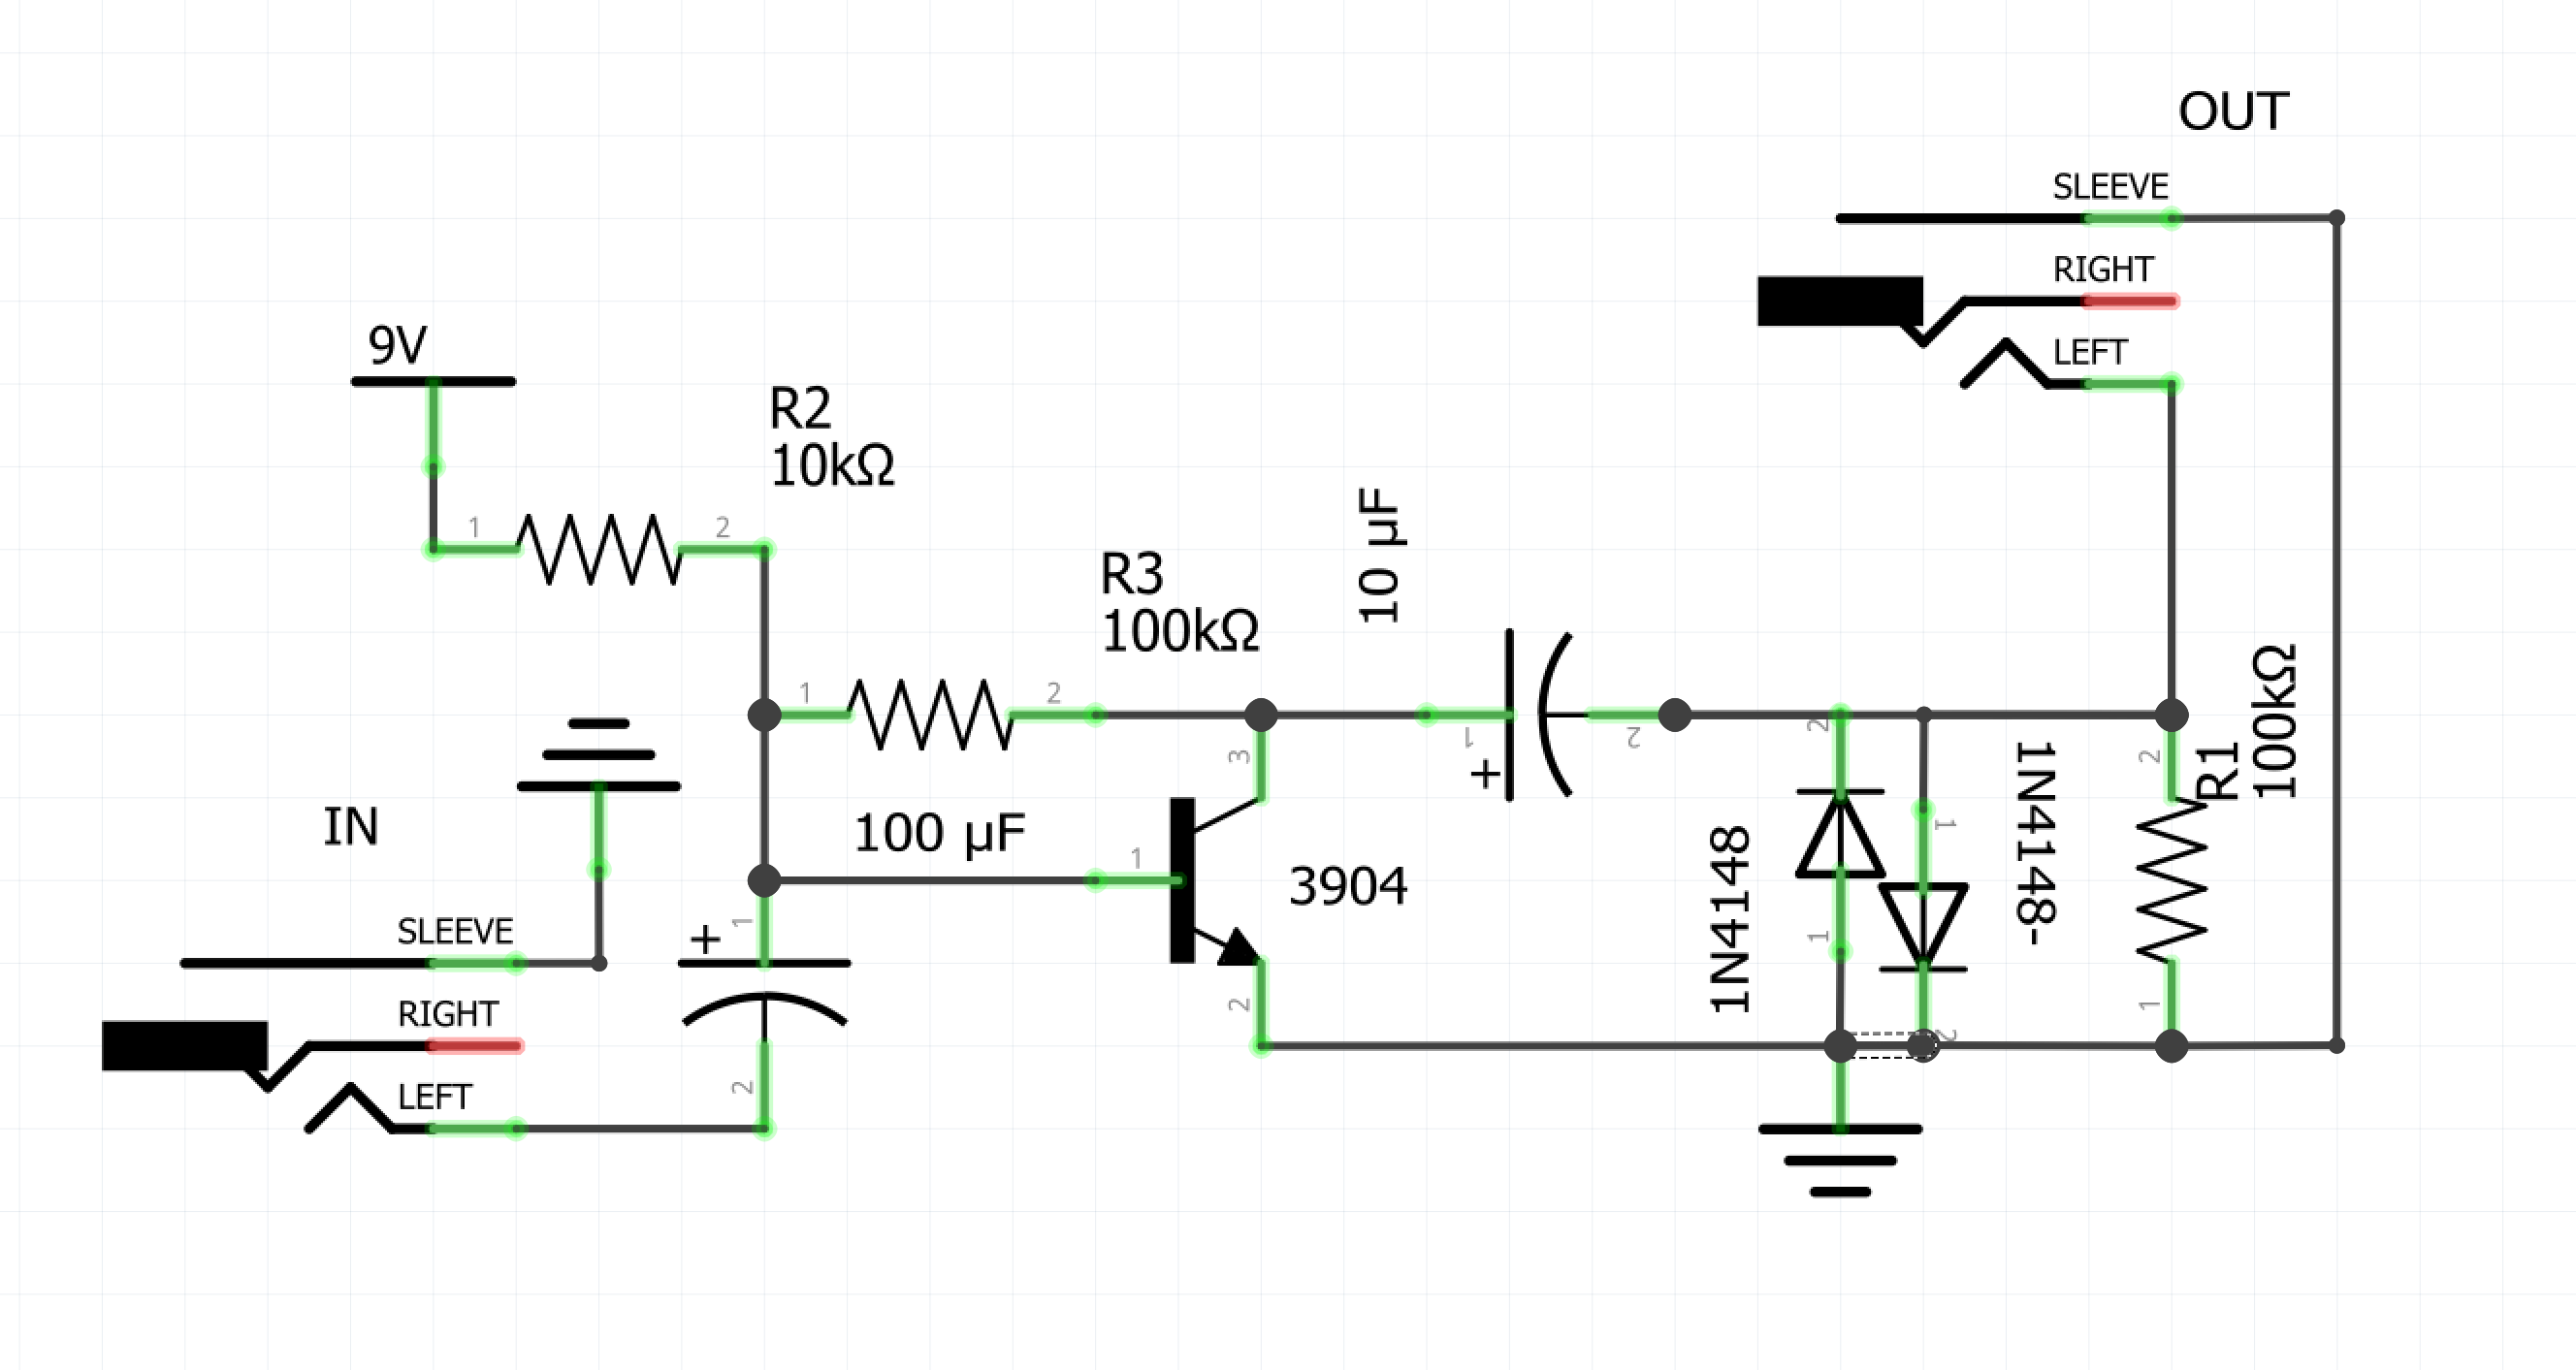 OUT
SLEEVE
RIGHT
LEFT
9V
R2
10kΩ
1
2
R3
100kΩ
1
2
10 µF
1
2
+
3
1
2
3904
100 µF
+
1
2
IN
SLEEVE
RIGHT
LEFT
1N4148
2
1
1N4148-
1
2
R1
100kΩ
2
1